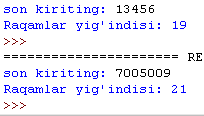 son kiriting: 13456
Raqamlar yig'indisi: 19
>>>
====================== RE
son kiriting: 7005009
Raqamlar yig'indisi: 21
>>>